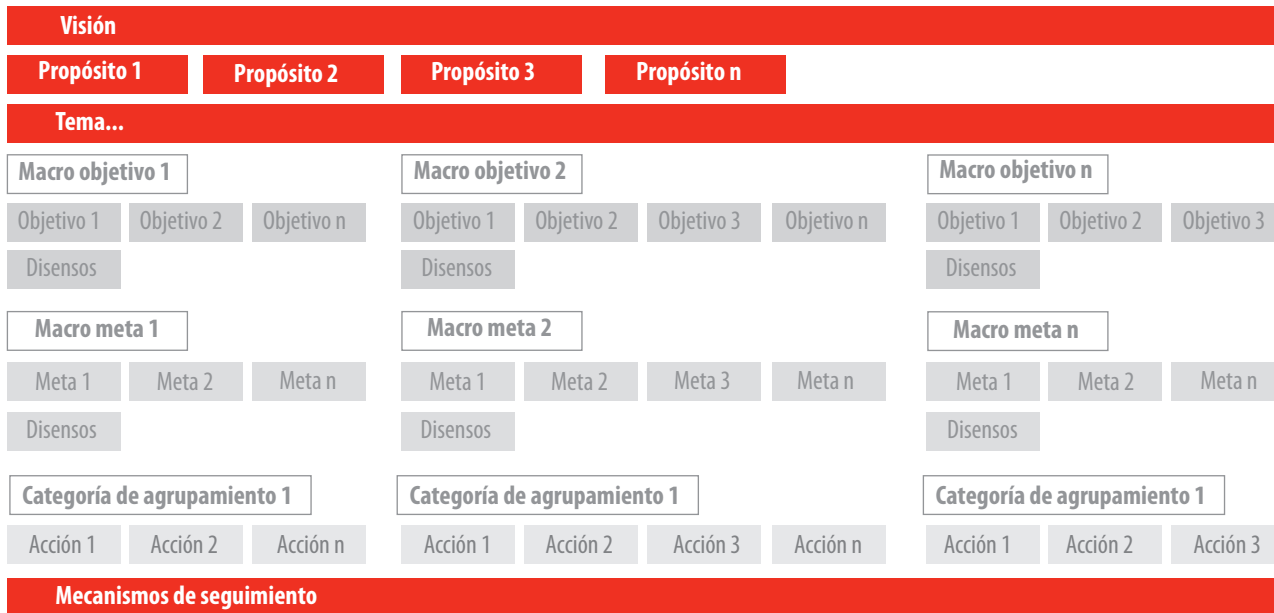 Visión
Propósito 1 Propósito 2 Propósito 3 Propósito n
Tema...
Macro objetivo 1 Macro objetivo 2 Macro objetivo n
Objetivo 1 Objetivo 2 Objetivo n Objetivo 1 Objetivo 2 Objetivo 3 Objetivo n Objetivo 1 Objetivo 2 Objetivo 3
Disensos Disensos Disensos
Macro meta 1 Macro meta 2 Macro meta n
Meta 1 Meta 2 Meta n Meta 1 Meta 2 Meta 3 Meta n Meta 1 Meta 2 Meta n
Disensos Disensos Disensos
Categoría de agrupamiento 1 Categoría de agrupamiento 1 Categoría de agrupamiento 1
Acción 1 Acción 2 Acción n Acción 1 Acción 2 Acción 3 Acción n Acción 1 Acción 2 Acción 3
Mecanismos de seguimiento